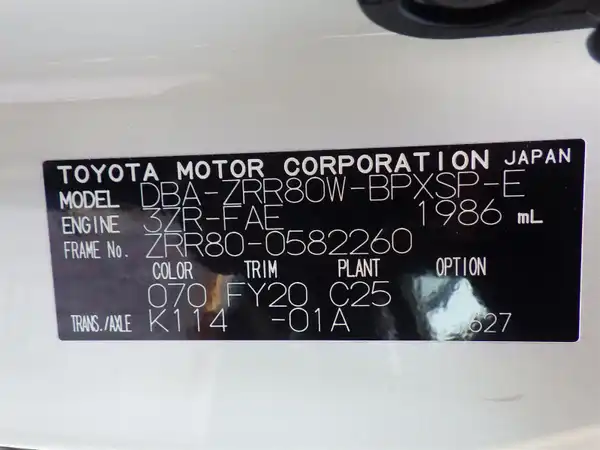 TOYOTA MOTOR CORPORATION JAPAN
MODEL DBA-ZRR80W-BPXSP-E
ENGINE 3ZR-FAE 1986 mL
FRAME No. ZRR80-0582260
COLOR TRIM PLANT OPTION
070 FY20 C25
TRANS./AXLE K114 -01A